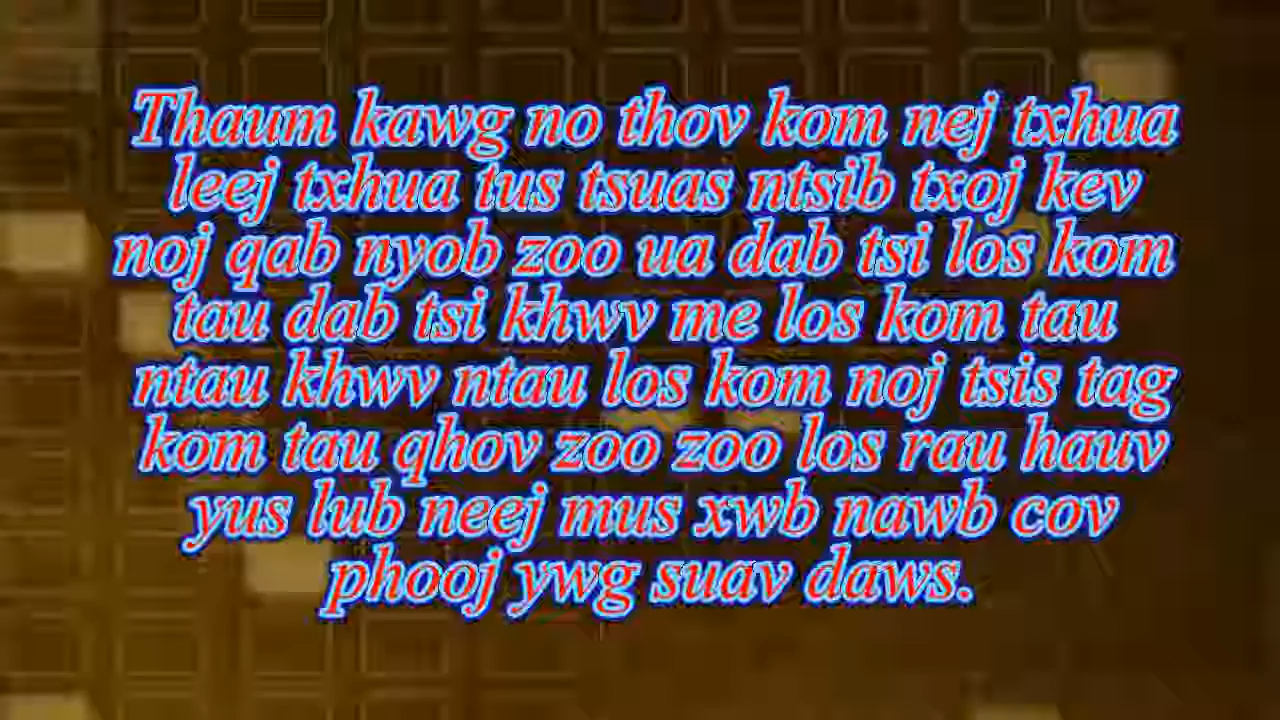 Thaum kawg no thov kom nej txhua
leej txhua tus tsuas ntsib txoj kev
noj qab nyob zoo ua dab tsi los kom
tau dab tsi khwv me los kom tau
ntau khwv ntau los kom noj tsis tag
kom tau qhov zoo zoo los rau hauv
yus lub neej mus xwb nawb cov
phooj ywg suav daws.